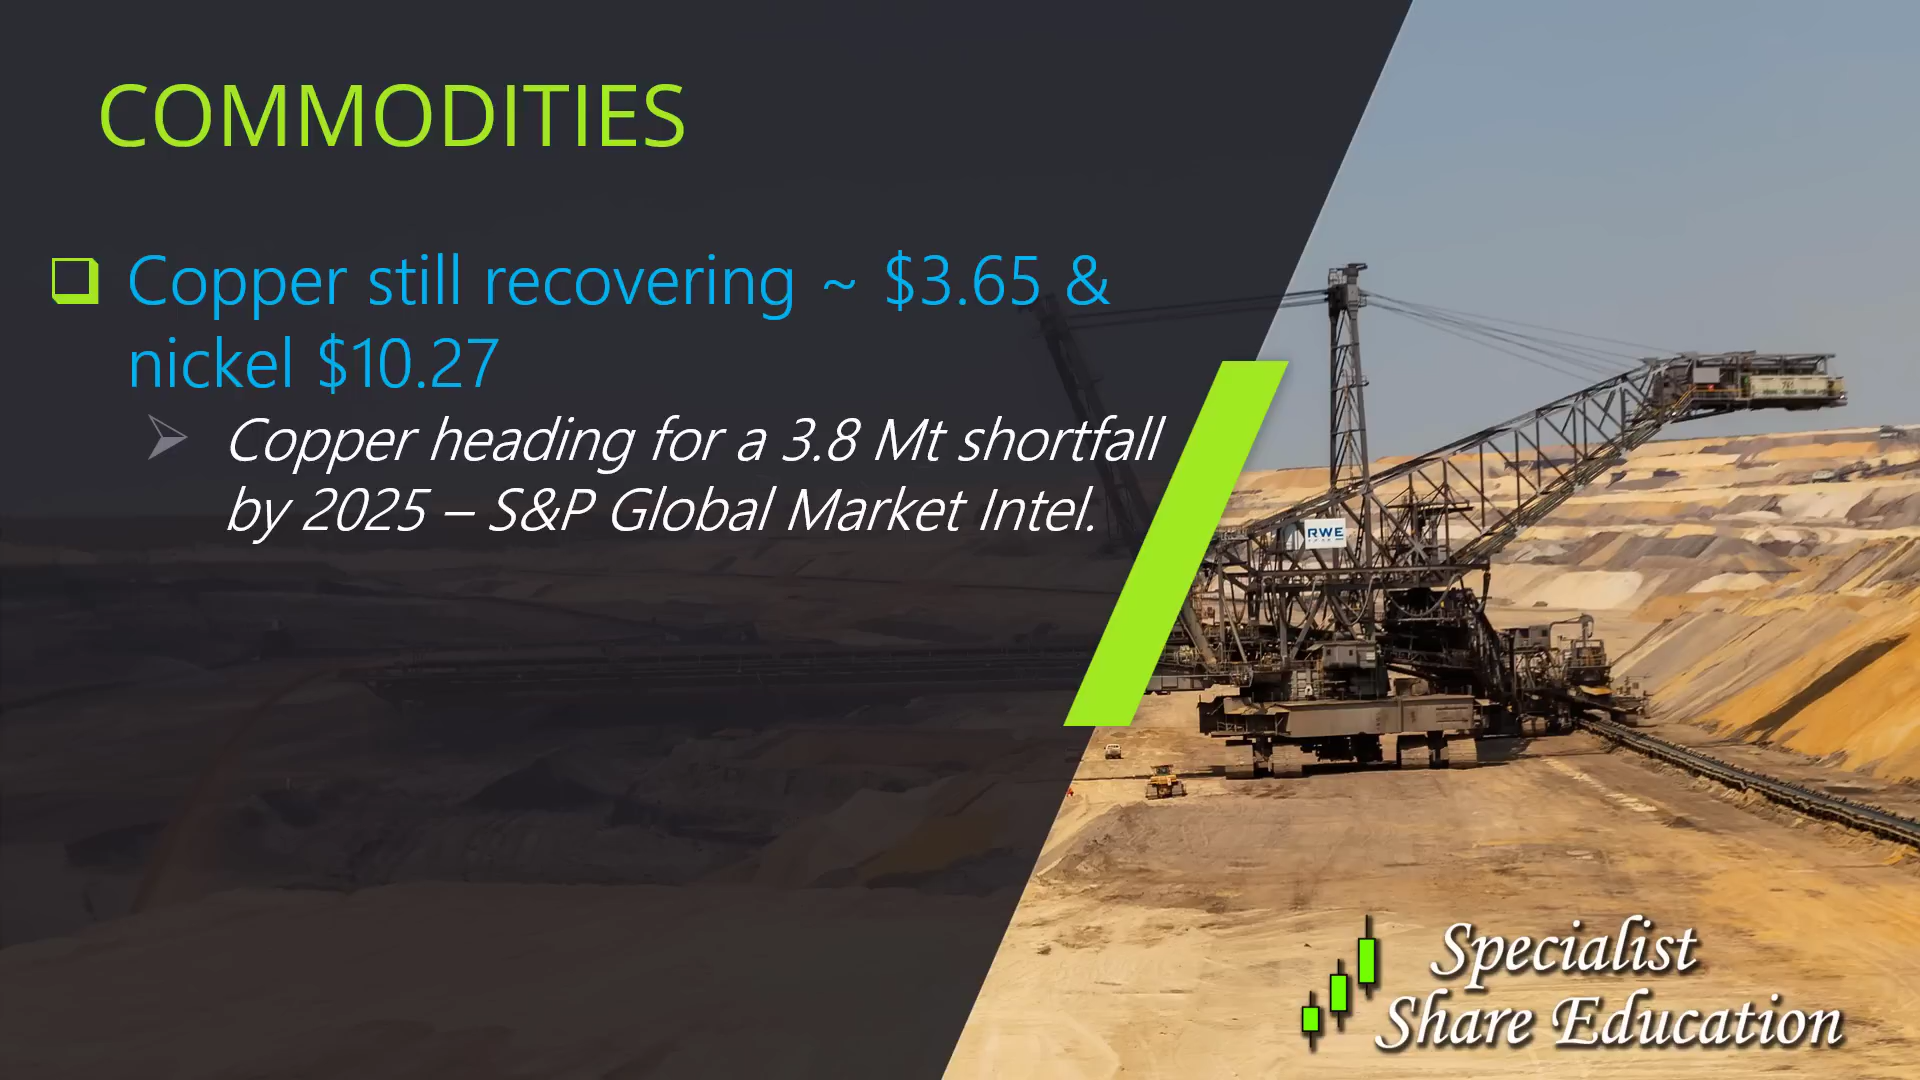 COMMODITIES
Copper still recovering ~ $3.65 &
nickel $10.27
Copper heading for a 3.8 Mt shortfall
by 2025 – S&P Global Market Intel.
RWE
Specialist
Share Education